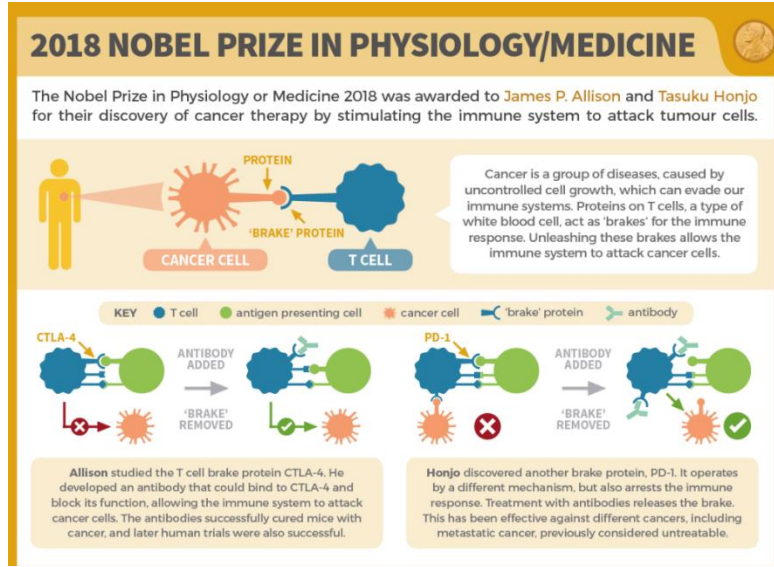 2018 NOBEL PRIZE IN PHYSIOLOGY/MEDICINE
The Nobel Prize in Physiology or Medicine 2018 was awarded to James P. Allison and Tasuku Honjo
for their discovery of cancer therapy by stimulating the immune system to attack tumour cells.
PROTEIN
'BRAKE' PROTEIN
CANCER CELL
T CELL
Cancer is a group of diseases, caused by
uncontrolled cell growth, which can evade our
immune systems. Proteins on T cells, a type of
white blood cell, act as 'brakes' for the immune
response. Unleashing these brakes allows the
immune system to attack cancer cells.
KEY T cell antigen presenting cell cancer cell 'brake' protein antibody
CTLA-4
ANTIBODY
ADDED
'BRAKE'
REMOVED
PD-1
ANTIBODY
ADDED
'BRAKE'
REMOVED
Allison studied the T cell brake protein CTLA-4. He
developed an antibody that could bind to CTLA-4 and
block its function, allowing the immune system to attack
cancer cells. The antibodies successfully cured mice with
cancer, and later human trials were also successful.
Honjo discovered another brake protein, PD-1. It operates
by a different mechanism, but also arrests the immune
response. Treatment with antibodies releases the brake.
This has been effective against different cancers, including
metastatic cancer, previously considered untreatable.